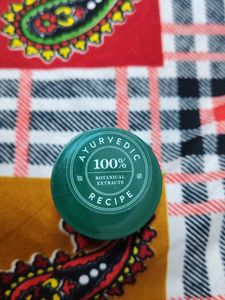 AYURVEDIC
100%
BOTANICAL
EXTRACTS
RECIPE